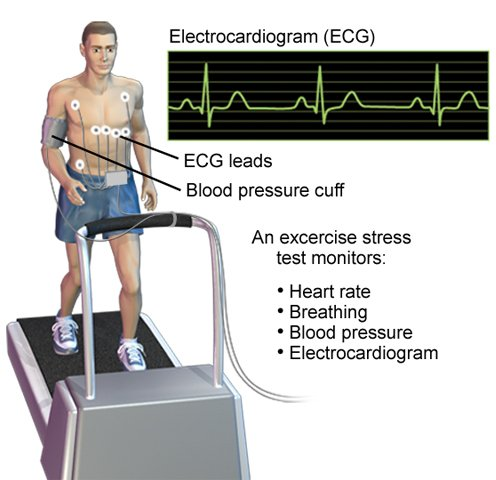 Electrocardiogram (ECG)
ECG leads
Blood pressure cuff
An excercise stress
test monitors:
• Heart rate
• Breathing
• Blood pressure
• Electrocardiogram